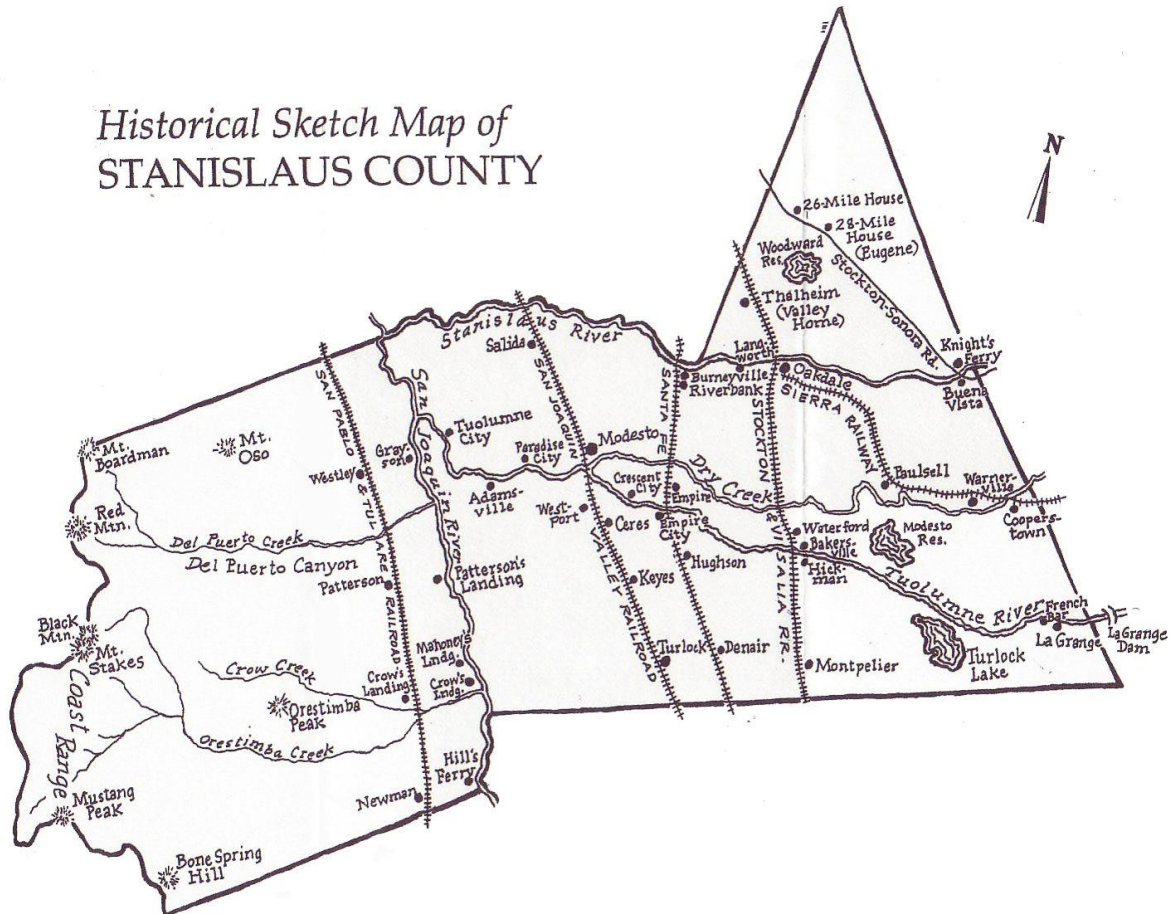 Historical Sketch Map of
STANISLAUS COUNTY
N
26-Mile House
28-Mile
House
(Eugene)
Woodward
Res.
Stockton-Sonora Rd.
Thalheim
(Valley
Home)
Stanislaus River
Salida
Lang-
worth
Knight's
Ferry
Burneyville
Riverbank
Oakdale
Buena
Vista
SIERRA RAILWAY
SAN PABLO & TULARE RAILROAD
San Joaquin River
SAN JOAQUIN VALLEY RAILROAD
SANTA FE
STOCKTON & VISALIA RR.
Mt.
Boardman
Mt.
Oso
Gray-
son
Tuolumne
City
Paradise
City
Modesto
Westley
Adams-
ville
Crescent
City
Dry Creek
Paulsell
Warner-
ville
Empire
West-
port
Red
Mtn.
Ceres
Empire
City
Waterford
Bakers-
ville
Hick-
man
Modesto
Res.
Coopers-
town
Del Puerto Creek
Del Puerto Canyon
Hughson
Patterson
Patterson's
Landing
Keyes
Tuolumne River
French
Bar
La Grange
La Grange
Dam
Black
Mtn.
Mt.
Stakes
Mahoney's
Lndg.
Turlock
Denair
Montpelier
Turlock
Lake
Crow Creek
Crow's
Landing
Crow's
Lndg.
Orestimba
Peak
Coast Range
Orestimba Creek
Hill's
Ferry
Mustang
Peak
Newman
Bone Spring
Hill